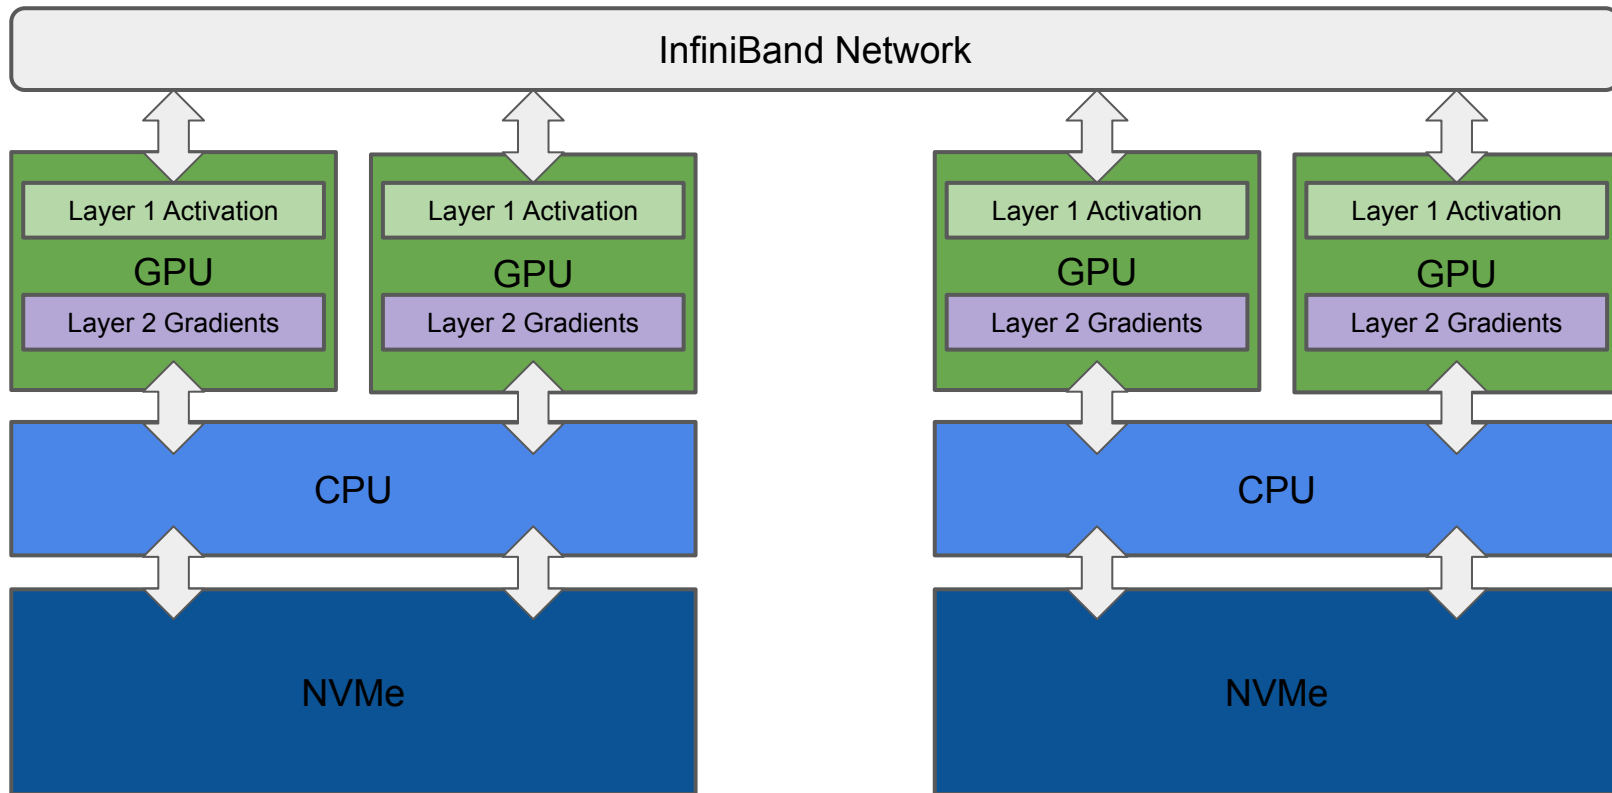 InfiniBand Network
Layer 1 Activation
GPU
Layer 2 Gradients
Layer 1 Activation
GPU
Layer 2 Gradients
Layer 1 Activation
GPU
Layer 2 Gradients
Layer 1 Activation
GPU
Layer 2 Gradients
CPU
CPU
NVMe
NVMe